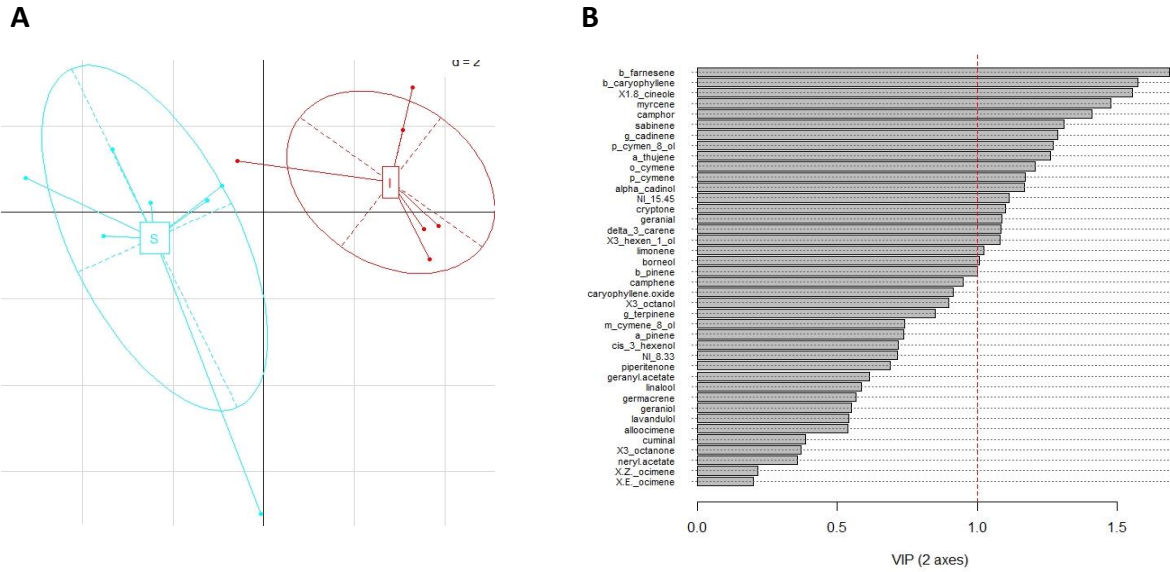 A
B
d = 2
S
I
b_farnesene
b_caryophyllene
X1.8_cineole
myrcene
camphor
sabinene
g_cadinene
p_cymen_8_ol
a_thujene
o_cymene
p_cymene
alpha_cadinol
NI_15.45
cryptone
geranial
delta_3_carene
X3_hexen_1_ol
limonene
borneol
b_pinene
camphene
caryophyllene.oxide
X3_octanol
g_terpinene
m_cymene_8_ol
a_pinene
cis_3_hexenol
NI_8.33
piperitenone
geranyl.acetate
linalool
germacrene
geraniol
lavandulol
alloocimene
cuminal
X3_octanone
neryl.acetate
X.Z._ocimene
X.E._ocimene
0.0 0.5 1.0 1.5
VIP (2 axes)